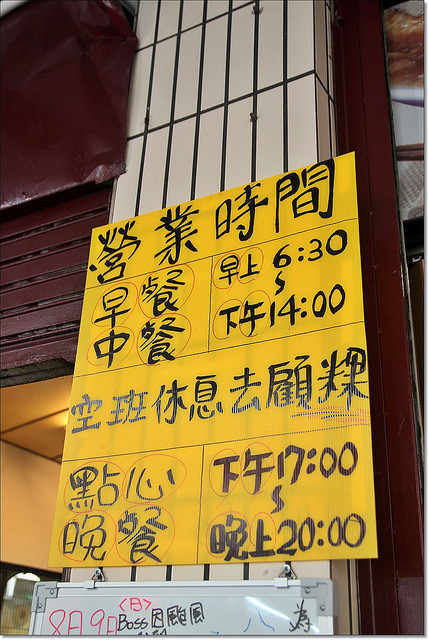 營業時間
早餐 早上 6:30
中餐 ~ 下午14:00
空班休息去顧粿
點心 下午17:00
晚餐 ~ 晚上20:00
<日>
8月9日 Boss因颱風 為